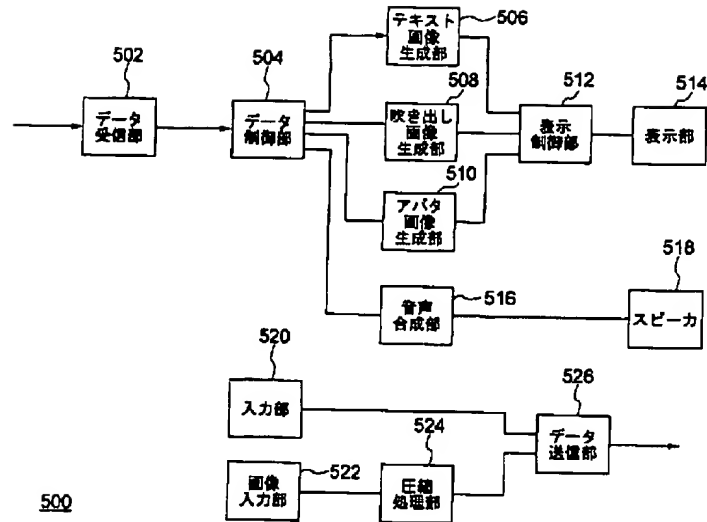 502
データ
受信部
504
データ
制御部
テキスト
画像
生成部
506
508
吹き出し
画像
生成部
510
アバタ
画像
生成部
512
表示
制御部
514
表示部
音声
合成部
516
518
スピーカ
520
入力部
画像
入力部
522
524
圧縮
処理部
526
データ
送信部
500